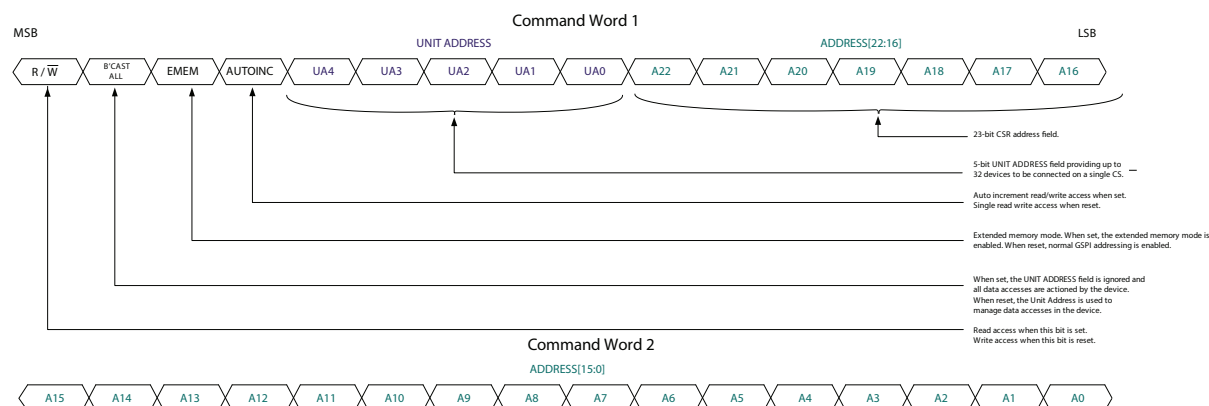 Command Word 1
MSB
LSB
UNIT ADDRESS
ADDRESS[22:16]
R / W B'CAST ALL EMEM AUTOINC UA4 UA3 UA2 UA1 UA0 A22 A21 A20 A19 A18 A17 A16
23-bit CSR address field.
5-bit UNIT ADDRESS field providing up to
32 devices to be connected on a single CS.
Auto increment read/write access when set.
Single read write access when reset.
Extended memory mode. When set, the extended memory mode is
enabled. When reset, normal GSPI addressing is enabled.
When set, the UNIT ADDRESS field is ignored and
all data accesses are actioned by the device.
When reset, the Unit Address is used to
manage data accesses in the device.
Read access when this bit is set.
Write access when this bit is reset.
Command Word 2
ADDRESS[15:0]
A15 A14 A13 A12 A11 A10 A9 A8 A7 A6 A5 A4 A3 A2 A1 A0